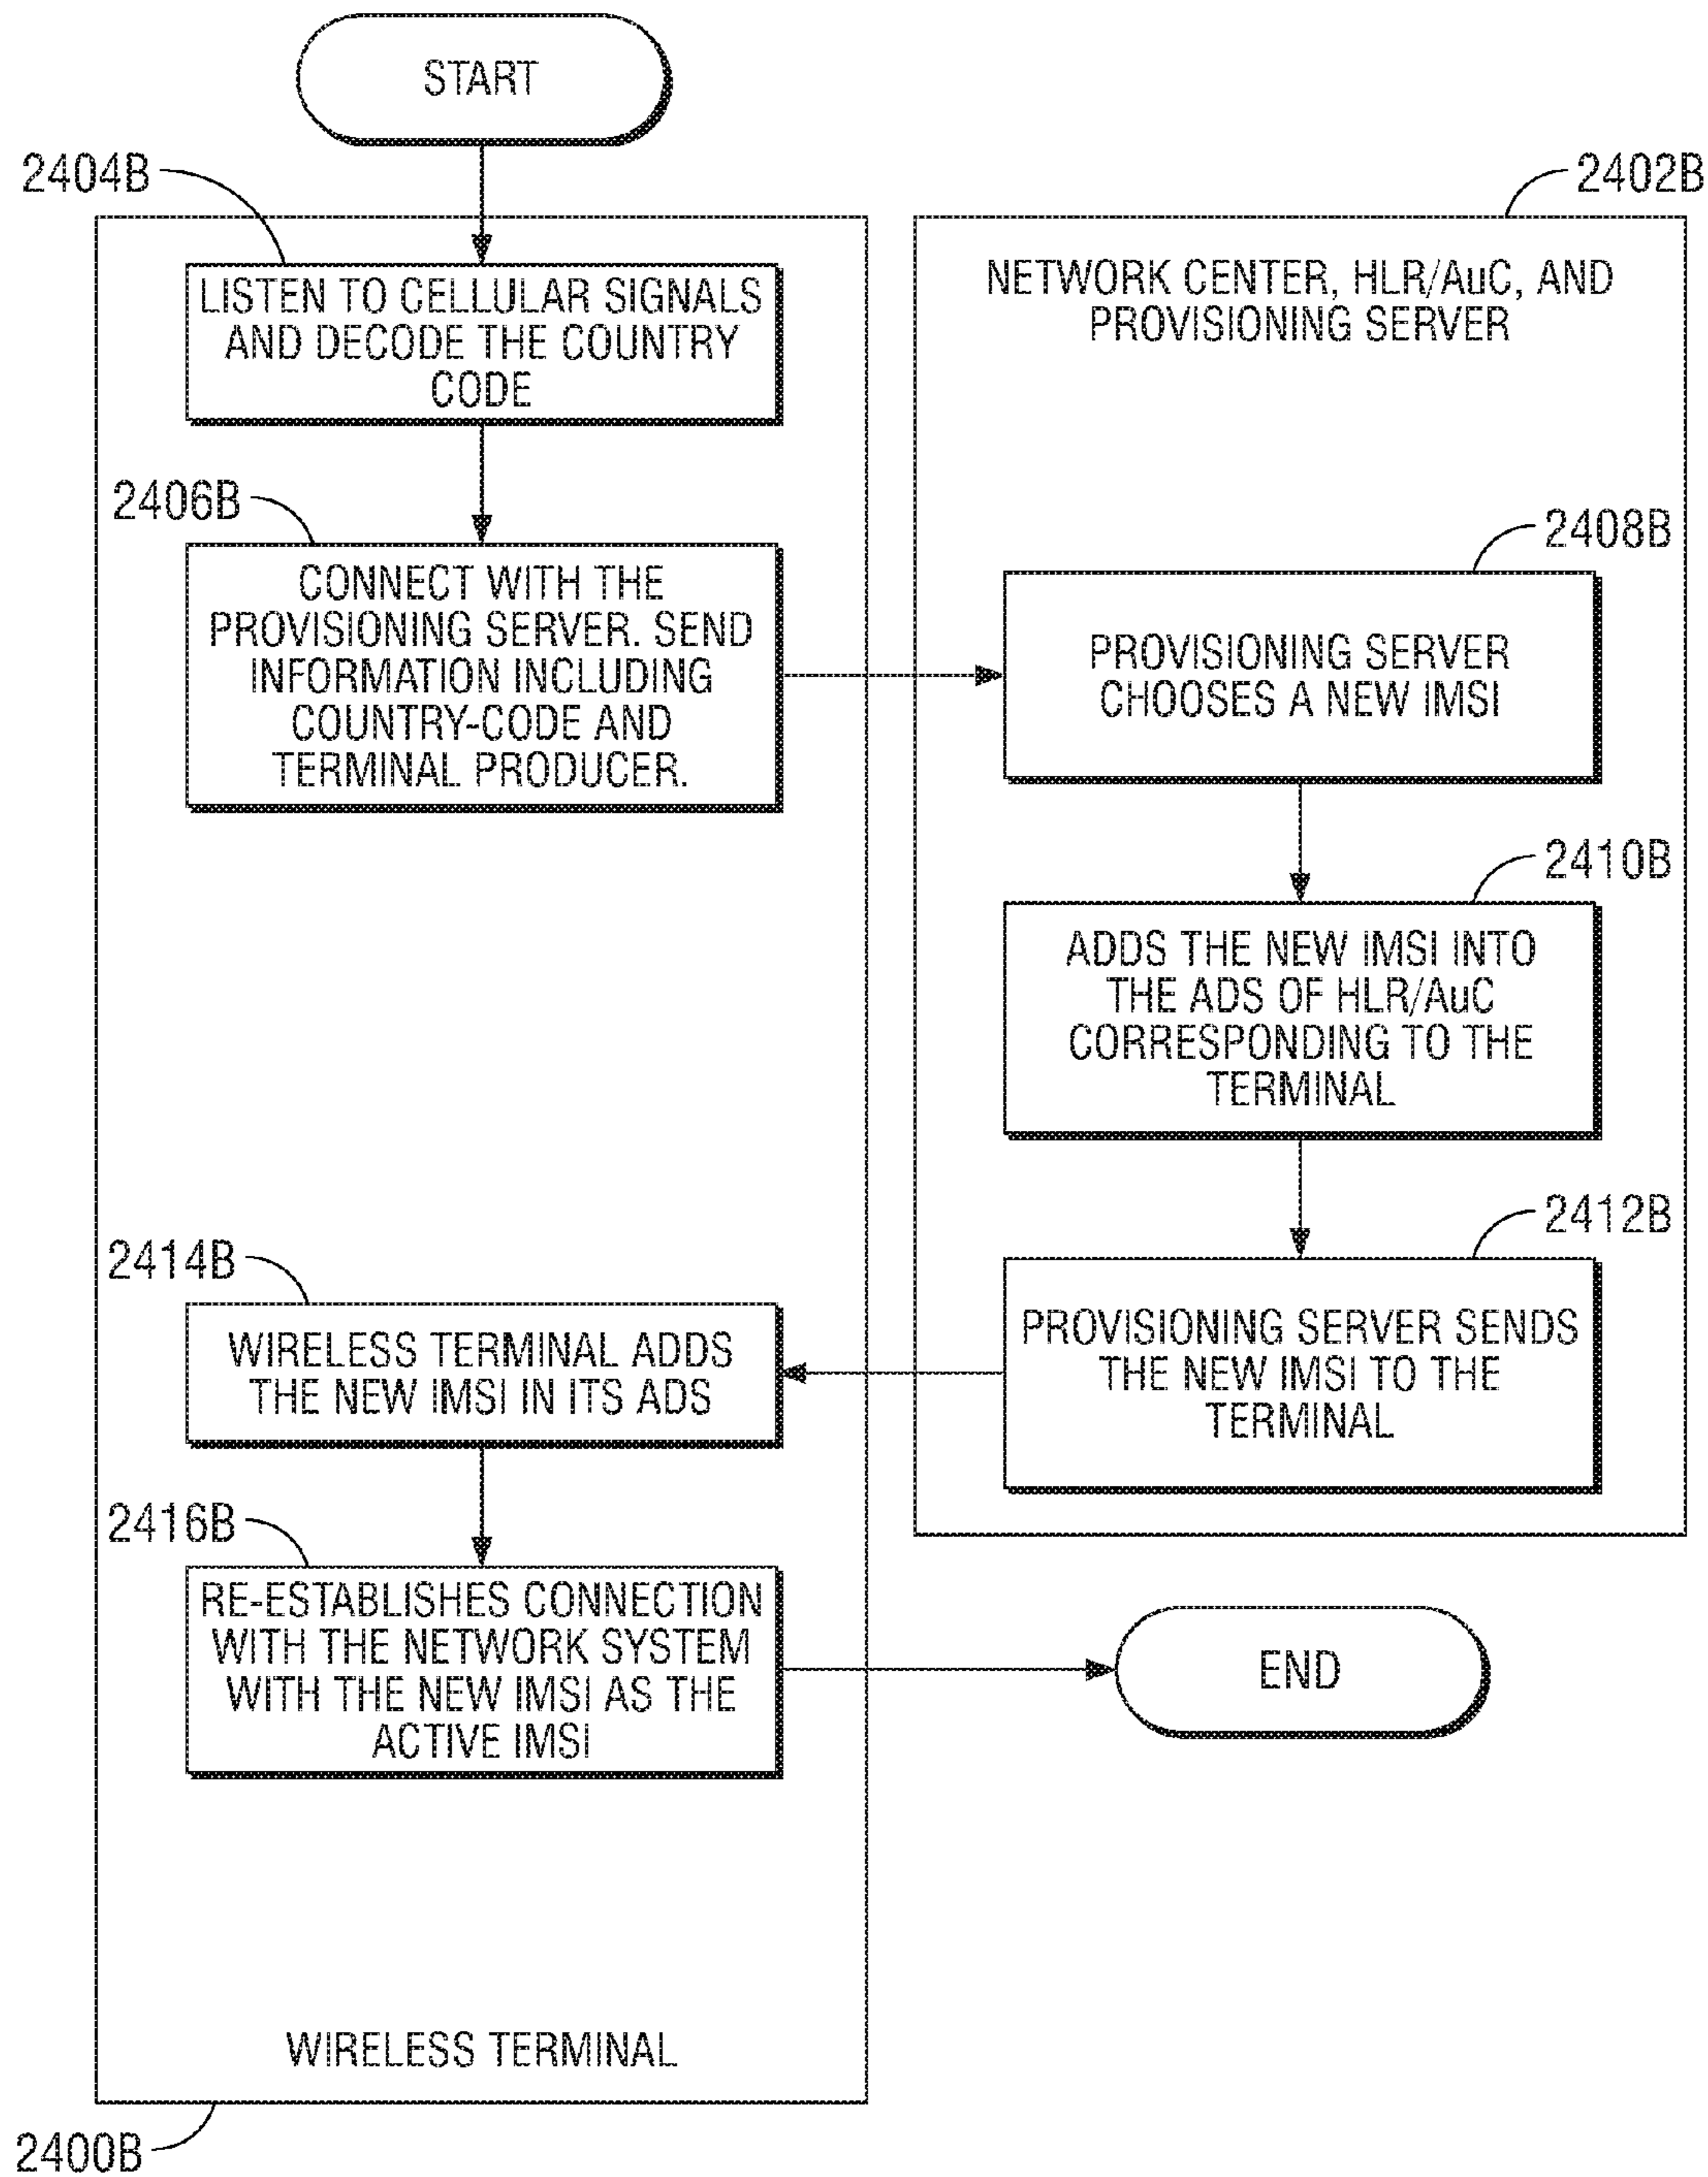 START
2404B
2402B
LISTEN TO CELLULAR SIGNALS
AND DECODE THE COUNTRY
CODE
NETWORK CENTER, HLR/AuC, AND
PROVISIONING SERVER
2406B
CONNECT WITH THE
PROVISIONING SERVER. SEND
INFORMATION INCLUDING
COUNTRY-CODE AND
TERMINAL PRODUCER.
2408B
PROVISIONING SERVER
CHOOSES A NEW IMSI
2410B
ADDS THE NEW IMSI INTO
THE ADS OF HLR/AuC
CORRESPONDING TO THE
TERMINAL
2412B
PROVISIONING SERVER SENDS
THE NEW IMSI TO THE
TERMINAL
2414B
WIRELESS TERMINAL ADDS
THE NEW IMSI IN ITS ADS
2416B
RE-ESTABLISHES CONNECTION
WITH THE NETWORK SYSTEM
WITH THE NEW IMSI AS THE
ACTIVE IMSI
END
WIRELESS TERMINAL
2400B